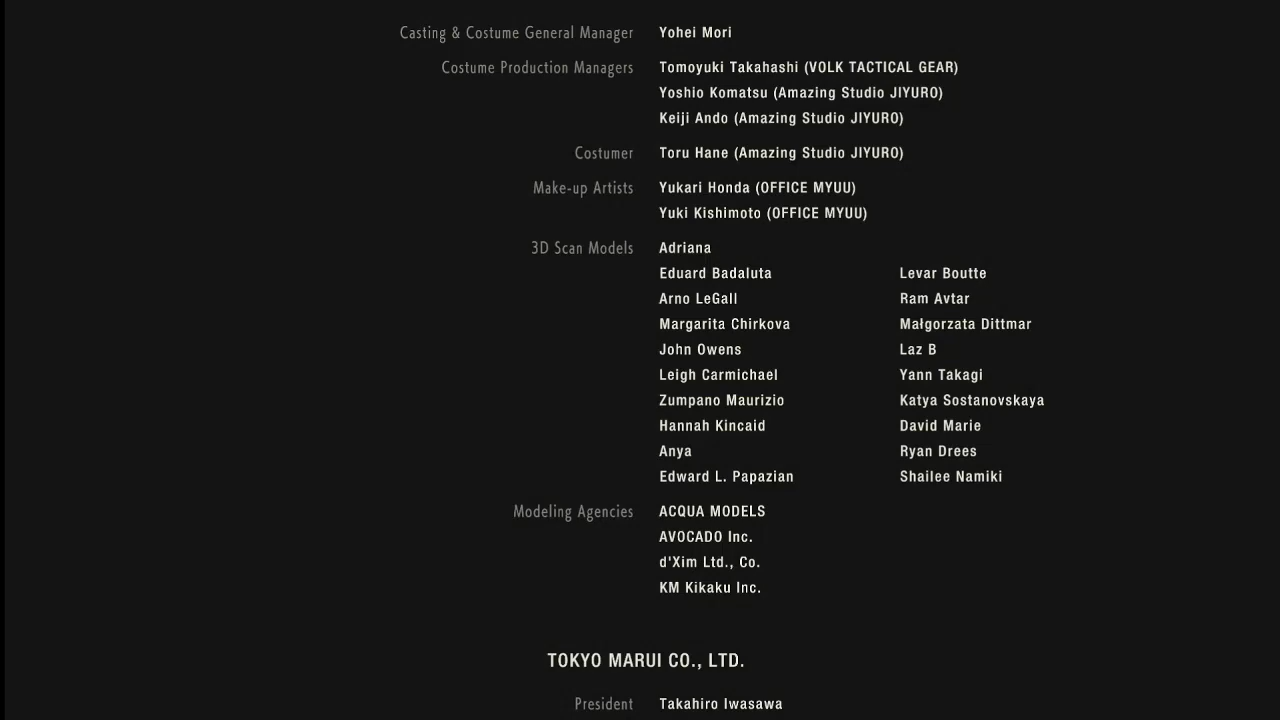 Casting & Costume General Manager Yohei Mori
Costume Production Managers Tomoyuki Takahashi (VOLK TACTICAL GEAR)
Yoshio Komatsu (Amazing Studio JIYURO)
Keiji Ando (Amazing Studio JIYURO)
Costumer Toru Hane (Amazing Studio JIYURO)
Make-up Artists Yukari Honda (OFFICE MYUU)
Yuki Kishimoto (OFFICE MYUU)
3D Scan Models Adriana
Eduard Badaluta Levar Boutte
Arno LeGall Ram Avtar
Margarita Chirkova Małgorzata Dittmar
John Owens Laz B
Leigh Carmichael Yann Takagi
Zumpano Maurizio Katya Sostanovskaya
Hannah Kincaid David Marie
Anya Ryan Drees
Edward L. Papazian Shailee Namiki
Modeling Agencies ACQUA MODELS
AVOCADO Inc.
d'Xim Ltd., Co.
KM Kikaku Inc.
TOKYO MARUI CO., LTD.
President Takahiro Iwasawa